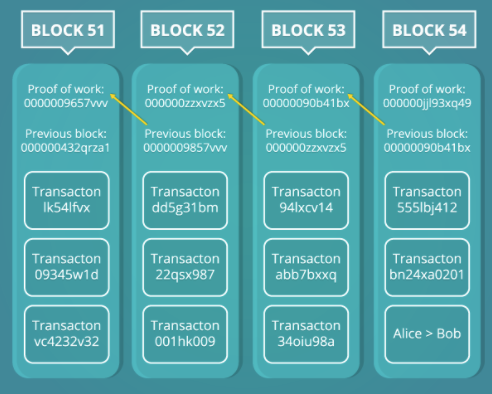 BLOCK 51
Proof of work:
0000009657vvv
Previous block:
000000432qrza1
Transacton
lk54lfvx
Transacton
09345w1d
Transacton
vc4232v32
BLOCK 52
Proof of work:
000000zzxvzx5
Previous block:
0000009857vvv
Transacton
dd5g31bm
Transacton
22qsx987
Transacton
001hk009
BLOCK 53
Proof of work:
00000090b41bx
Previous block:
000000zzxvzx5
Transacton
94lxcv14
Transacton
abb7bxxq
Transacton
34oiu98a
BLOCK 54
Proof of work:
000000jjl93xq49
Previous block:
00000090b41bx
Transacton
555lbj412
Transacton
bn24xa0201
Alice > Bob